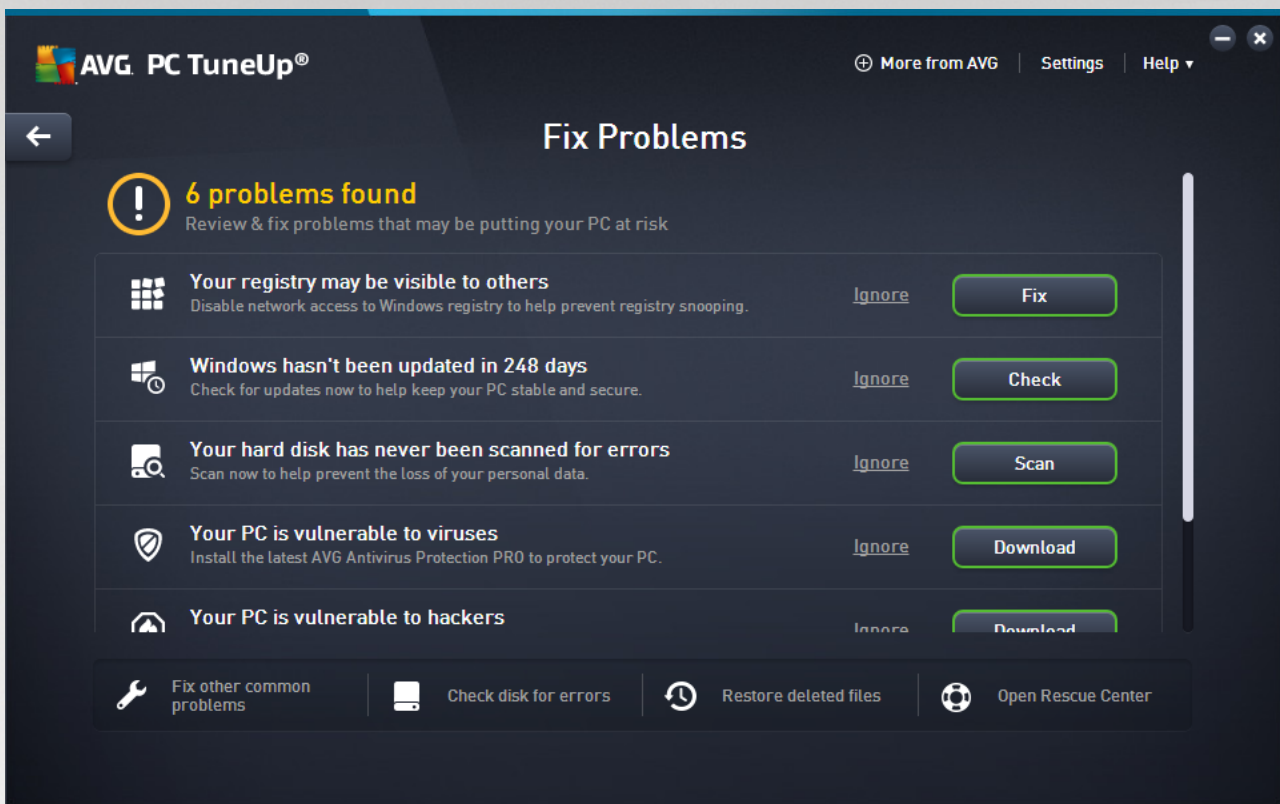 AVG. PC TuneUp®
More from AVG
Settings
Help ▾
Fix Problems
6 problems found
Review & fix problems that may be putting your PC at risk
Your registry may be visible to others
Disable network access to Windows registry to help prevent registry snooping.
Ignore
Fix
Windows hasn't been updated in 248 days
Check for updates now to help keep your PC stable and secure.
Ignore
Check
Your hard disk has never been scanned for errors
Scan now to help prevent the loss of your personal data.
Ignore
Scan
Your PC is vulnerable to viruses
Install the latest AVG Antivirus Protection PRO to protect your PC.
Ignore
Download
Your PC is vulnerable to hackers
Ignore
Download
Fix other common
problems
Check disk for errors
Restore deleted files
Open Rescue Center